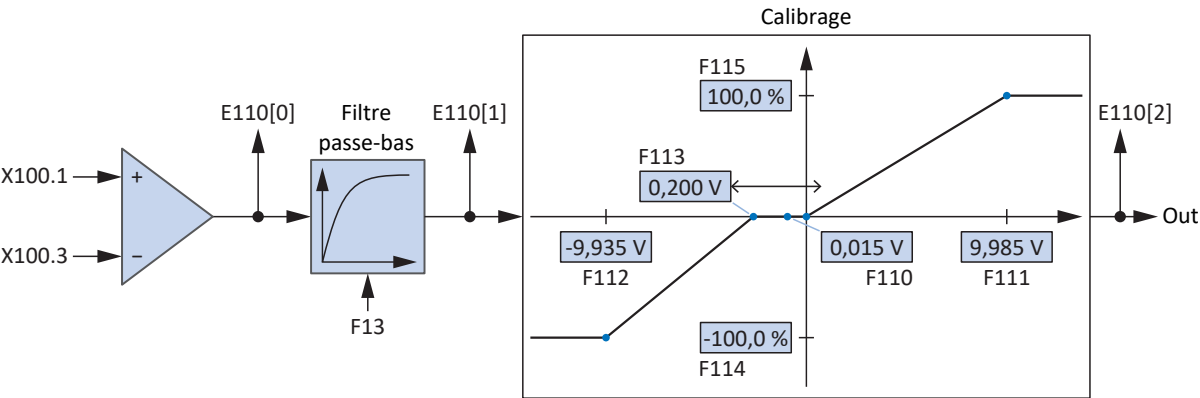 Calibrage
F115
100,0 %
E110[0]
Filtre
passe-bas
E110[1]
E110[2]
X100.1
+
F113
0,200 V
Out
X100.3
−
-9,935 V
0,015 V
9,985 V
F112
F110
F111
F13
-100,0 %
F114